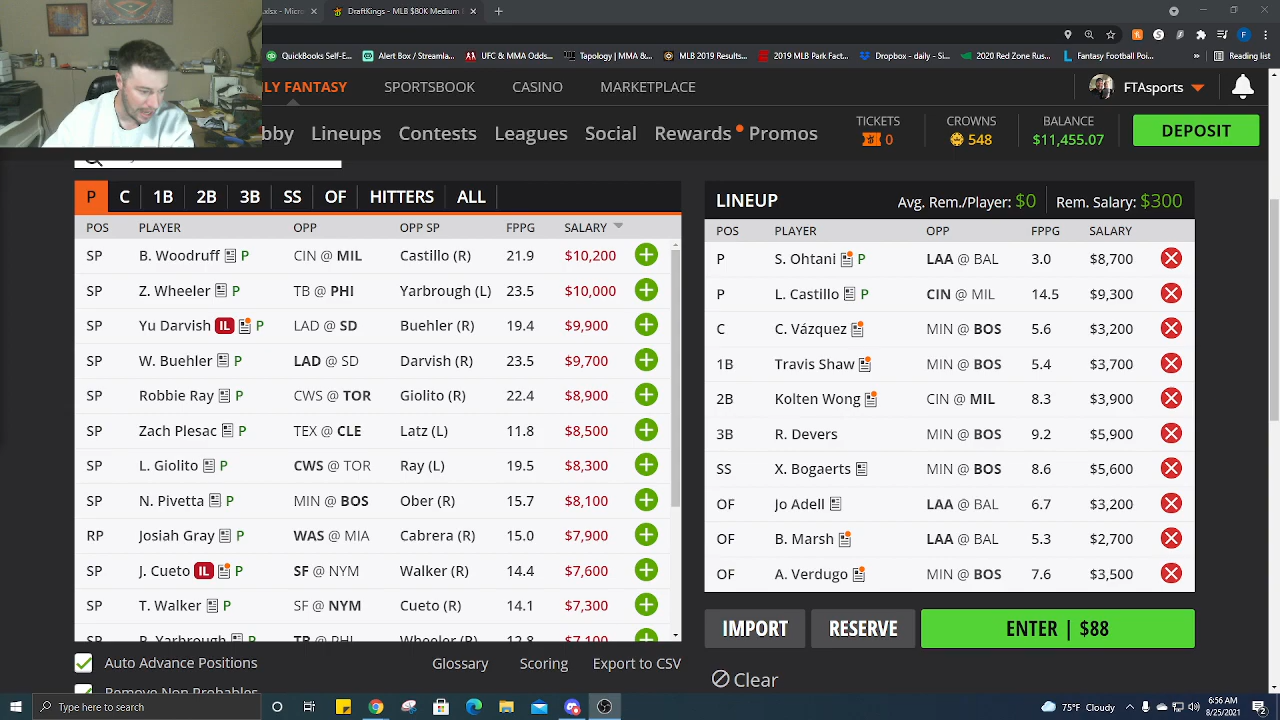 .xlsx - Micro
DraftKings - MLB $80K Medium
QuickBooks Self-E...
Alert Box / Streamin...
UFC & MMA Odds -...
Tapology | MMA &...
MLB 2019 Results
2019 MLB Park Fact...
Dropbox - daily - Si...
2020 Red Zone Rus...
Fantasy Football Poi...
Reading list
LY FANTASY
SPORTSBOOK
CASINO
MARKETPLACE
FTAsports
bby
Lineups
Contests
Leagues
Social
Rewards
Promos
TICKETS
0
CROWNS
548
BALANCE
$11,455.07
DEPOSIT
P C 1B 2B 3B SS OF HITTERS ALL
POS PLAYER OPP OPP SP FPPG SALARY
SP B. Woodruff P CIN @ MIL Castillo (R) 21.9 $10,200
SP Z. Wheeler P TB @ PHI Yarbrough (L) 23.5 $10,000
SP Yu Darvish IL P LAD @ SD Buehler (R) 19.4 $9,900
SP W. Buehler P LAD @ SD Darvish (R) 23.5 $9,700
SP Robbie Ray P CWS @ TOR Giolito (R) 22.4 $8,900
SP Zach Plesac P TEX @ CLE Latz (L) 11.8 $8,500
SP L. Giolito P CWS @ TOR Ray (L) 19.5 $8,300
SP N. Pivetta P MIN @ BOS Ober (R) 15.7 $8,100
RP Josiah Gray P WAS @ MIA Cabrera (R) 15.0 $7,900
SP J. Cueto IL P SF @ NYM Walker (R) 14.4 $7,600
SP T. Walker P SF @ NYM Cueto (R) 14.1 $7,300
SP R. Yarbrough P TB @ PHI Wheeler (R) 12.8 $7,100
Auto Advance Positions
Glossary
Scoring
Export to CSV
LINEUP
Avg. Rem./Player: $0
Rem. Salary: $300
POS PLAYER OPP FPPG SALARY
P S. Ohtani P LAA @ BAL 3.0 $8,700
P L. Castillo P CIN @ MIL 14.5 $9,300
C C. Vázquez MIN @ BOS 5.6 $3,200
1B Travis Shaw MIN @ BOS 5.4 $3,700
2B Kolten Wong CIN @ MIL 8.3 $3,900
3B R. Devers MIN @ BOS 9.2 $5,900
SS X. Bogaerts MIN @ BOS 8.6 $5,600
OF Jo Adell LAA @ BAL 6.7 $3,200
OF B. Marsh LAA @ BAL 5.3 $2,700
OF A. Verdugo MIN @ BOS 7.6 $3,500
IMPORT
RESERVE
ENTER | $88
Clear
Type here to search
72°F
6:56 AM
8/25/2021